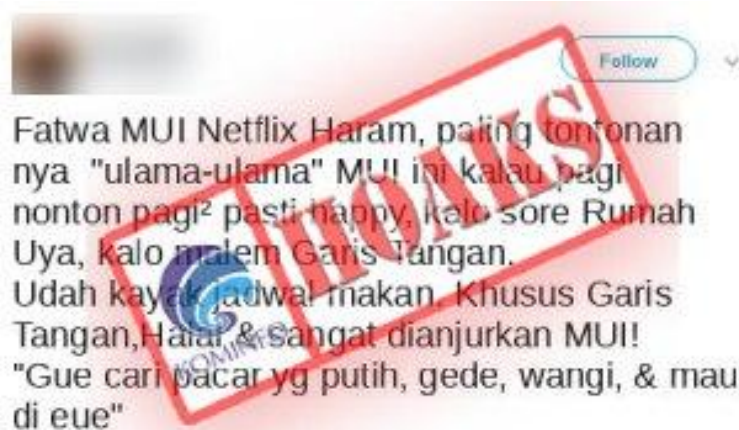 Follow
Fatwa MUI Netflix Haram, paling tontonan
nya "ulama-ulama" MUI ini kalau pagi
nonton pagi² pasti happy, kalo sore Rumah
Uya, kalo malem Garis Tangan.
Udah kayak jadwal makan. Khusus Garis
Tangan,Halal & sangat dianjurkan MUI!
"Gue cari pacar yg putih, gede, wangi, & mau
di eue"
HOAKS
KOMINFO